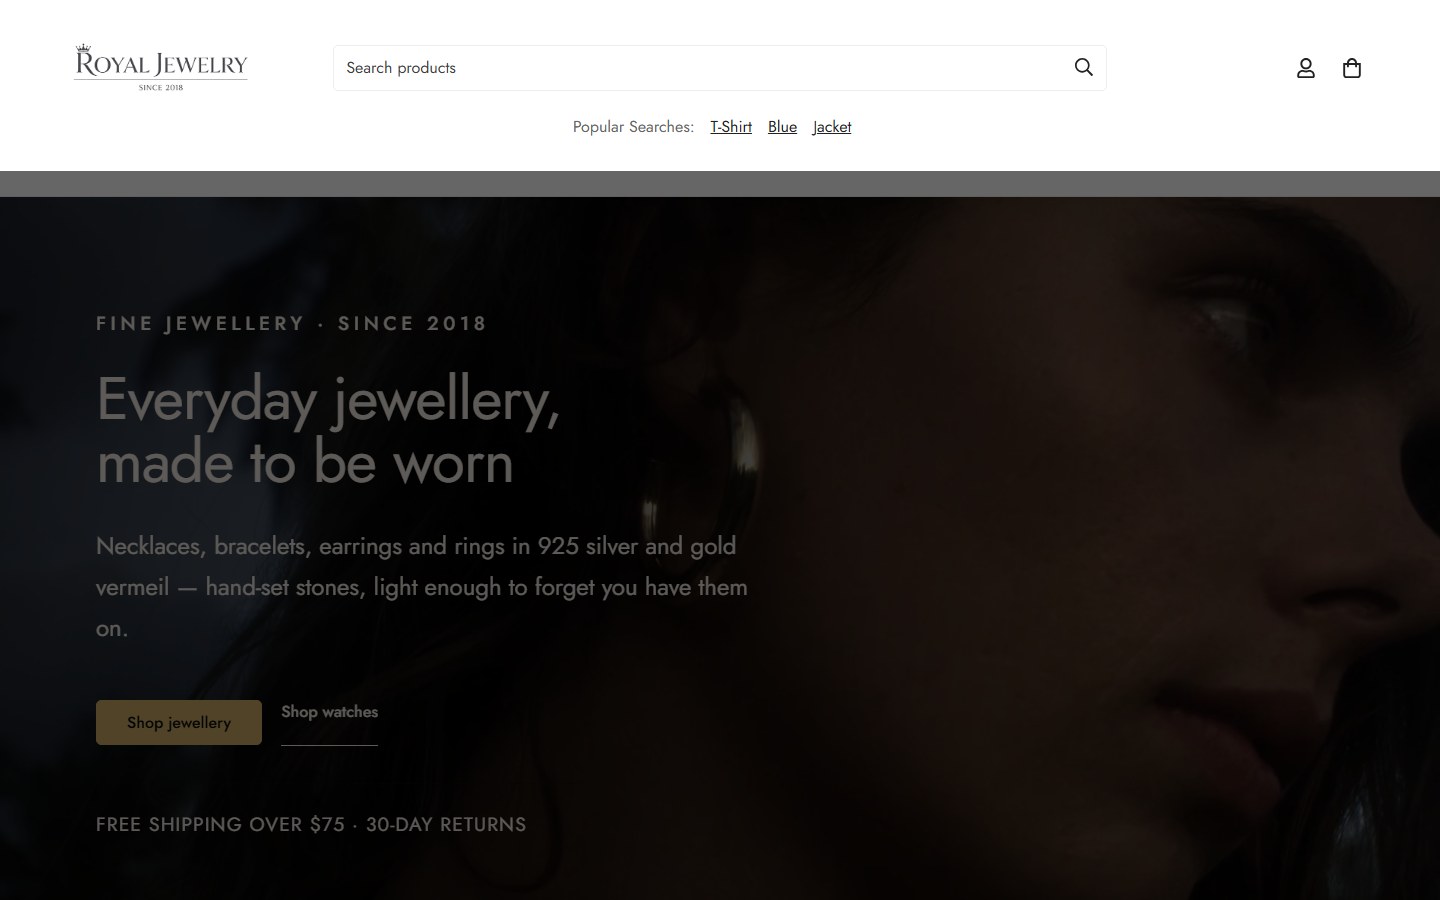 ROYAL JEWELRY
SINCE 2018
Search products
Popular Searches: T-Shirt Blue Jacket
FINE JEWELLERY · SINCE 2018
Everyday jewellery,
made to be worn
Necklaces, bracelets, earrings and rings in 925 silver and gold
vermeil — hand-set stones, light enough to forget you have them
on.
Shop jewellery Shop watches
FREE SHIPPING OVER $75 · 30-DAY RETURNS